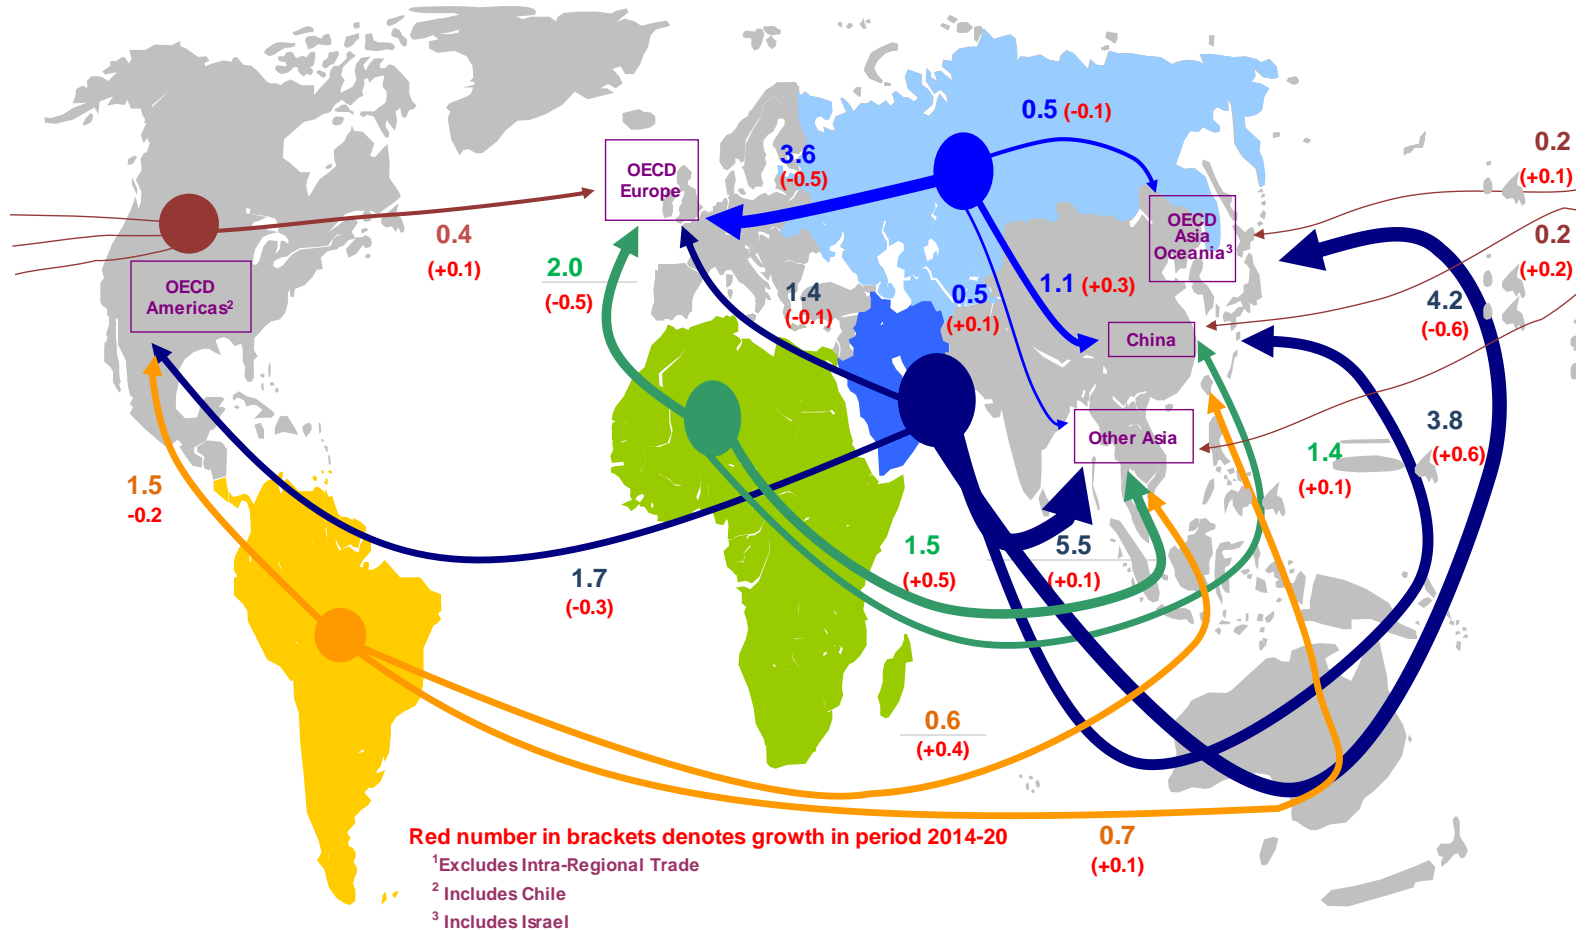 0.5 (-0.1)
3.6
(-0.5)
0.2
(+0.1)
OECD
Europe
OECD
Asia
Oceania³
0.4
(+0.1)
0.2
(+0.2)
OECD
Americas²
2.0
(-0.5)
1.4
(-0.1)
0.5
(+0.1)
1.1 (+0.3)
4.2
(-0.6)
China
Other Asia
3.8
(+0.6)
1.4
(+0.1)
1.5
-0.2
1.7
(-0.3)
1.5
(+0.5)
5.5
(+0.1)
0.6
(+0.4)
0.7
(+0.1)
Red number in brackets denotes growth in period 2014-20
¹Excludes Intra-Regional Trade
² Includes Chile
³ Includes Israel